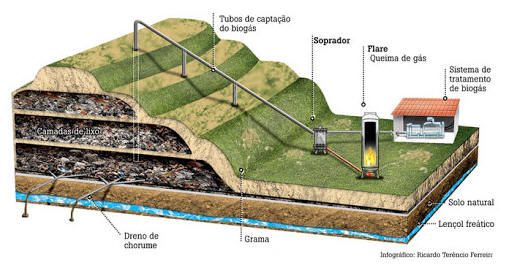 Tubos de captação
do biogás
Soprador
Flare
Queima de gás
Sistema de
tratamento
de biogás
Camadas de lixo
Solo natural
Lençol freático
Dreno de
chorume
Grama
Infográfico: Ricardo Terêncio Ferreirr